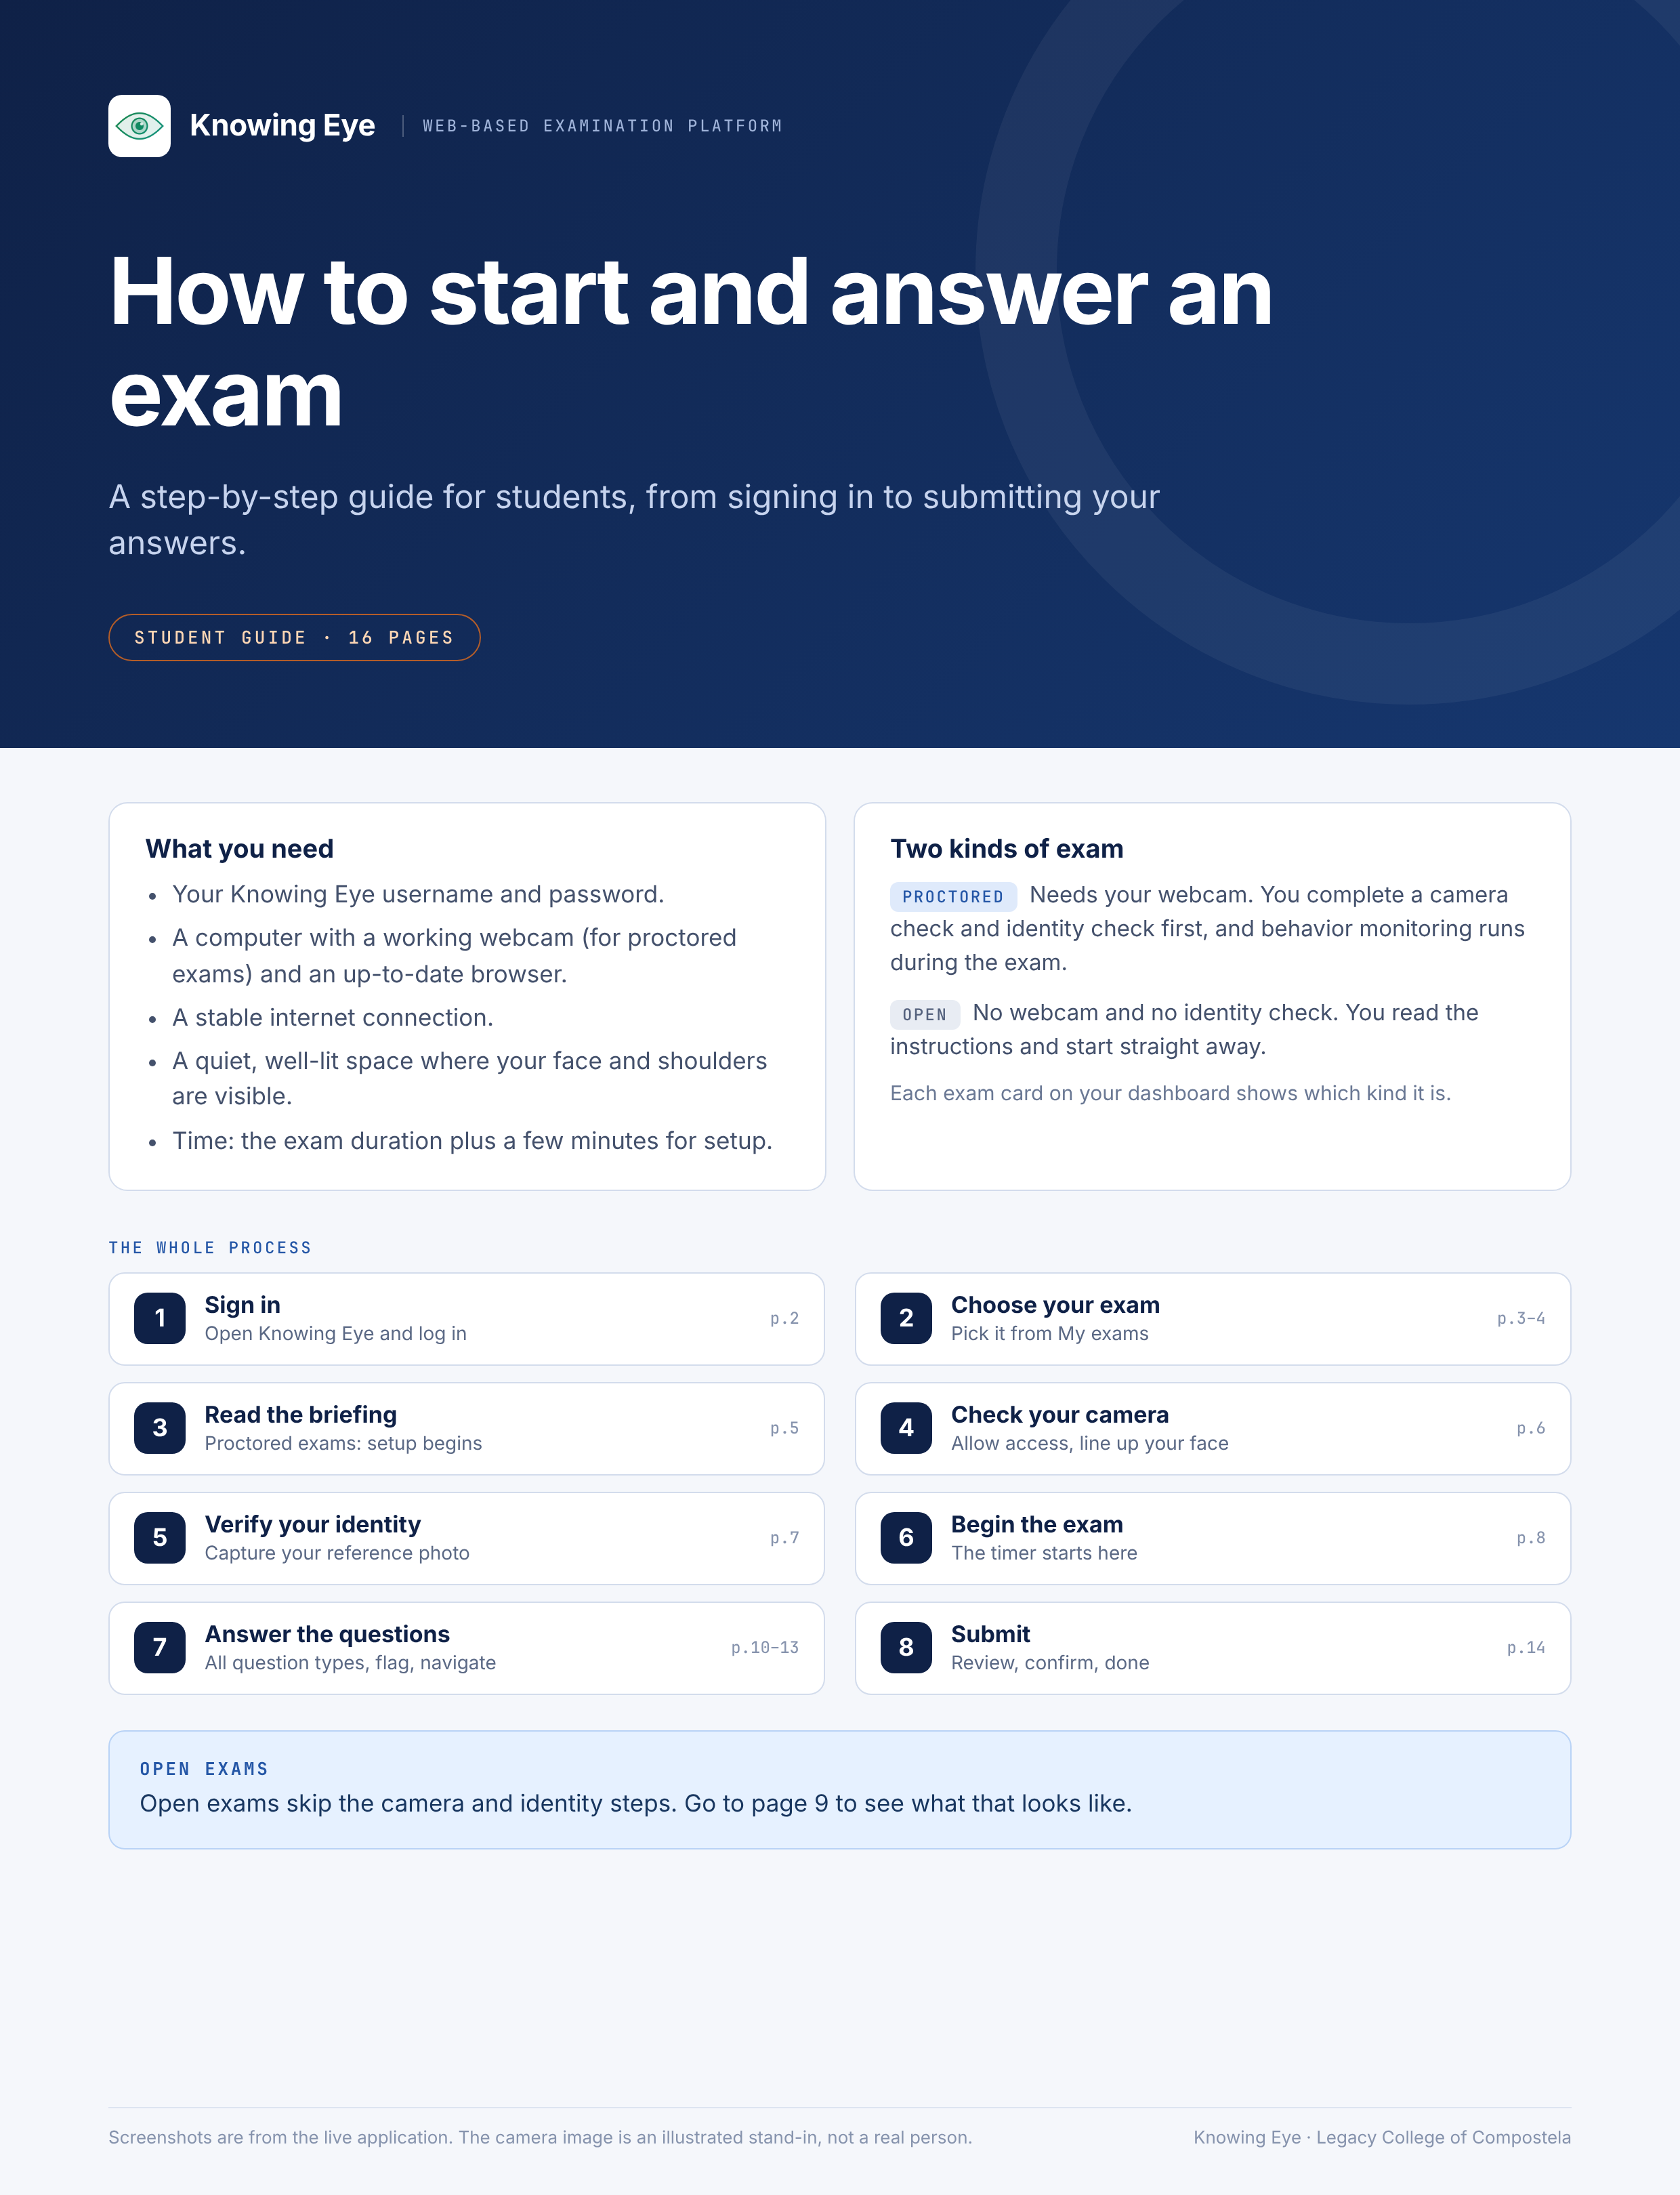 Knowing Eye
WEB-BASED EXAMINATION PLATFORM
How to start and answer an
exam
A step-by-step guide for students, from signing in to submitting your
answers.
STUDENT GUIDE · 16 PAGES
What you need
• Your Knowing Eye username and password.
• A computer with a working webcam (for proctored
exams) and an up-to-date browser.
• A stable internet connection.
• A quiet, well-lit space where your face and shoulders
are visible.
• Time: the exam duration plus a few minutes for setup.
Two kinds of exam
PROCTORED Needs your webcam. You complete a camera
check and identity check first, and behavior monitoring runs
during the exam.
OPEN No webcam and no identity check. You read the
instructions and start straight away.
Each exam card on your dashboard shows which kind it is.
THE WHOLE PROCESS
1 Sign in
Open Knowing Eye and log in
p.2
2 Choose your exam
Pick it from My exams
p.3–4
3 Read the briefing
Proctored exams: setup begins
p.5
4 Check your camera
Allow access, line up your face
p.6
5 Verify your identity
Capture your reference photo
p.7
6 Begin the exam
The timer starts here
p.8
7 Answer the questions
All question types, flag, navigate
p.10–13
8 Submit
Review, confirm, done
p.14
OPEN EXAMS
Open exams skip the camera and identity steps. Go to page 9 to see what that looks like.
Screenshots are from the live application. The camera image is an illustrated stand-in, not a real person.
Knowing Eye · Legacy College of Compostela